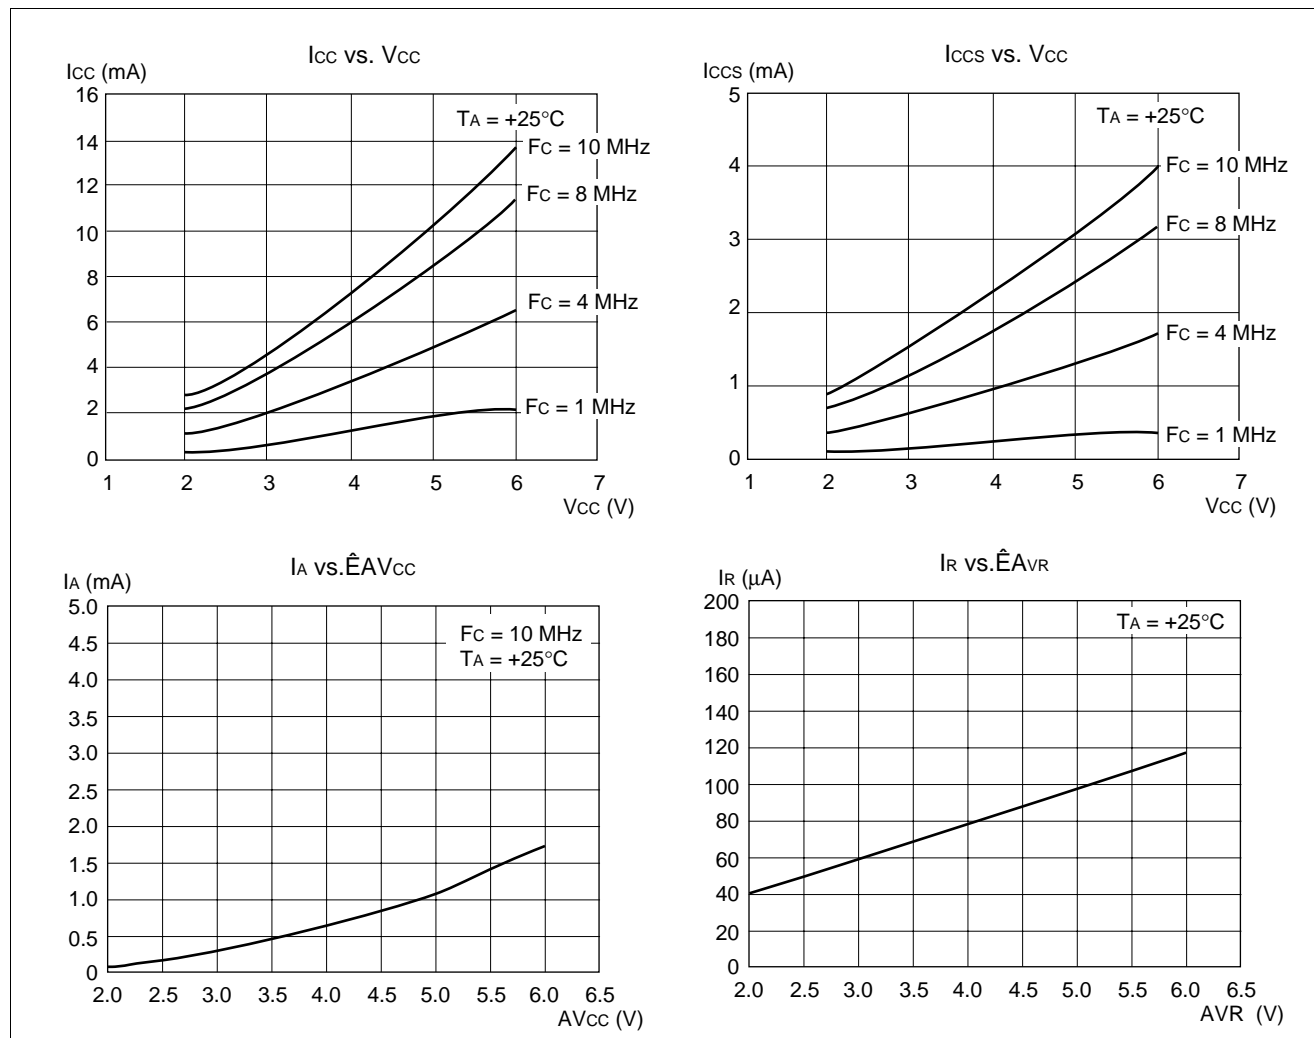 Icc vs. Vcc
Icc (mA)
16
14
12
10
8
6
4
2
0
1 2 3 4 5 6 7
Vcc (V)
TA = +25°C
Fc = 10 MHz
Fc = 8 MHz
Fc = 4 MHz
Fc = 1 MHz
Iccs vs. Vcc
Iccs (mA)
5
4
3
2
1
0
1 2 3 4 5 6 7
Vcc (V)
TA = +25°C
Fc = 10 MHz
Fc = 8 MHz
Fc = 4 MHz
Fc = 1 MHz
IA vs.ÊAVcc
IA (mA)
5.0
4.5
4.0
3.5
3.0
2.5
2.0
1.5
1.0
0.5
0
2.0 2.5 3.0 3.5 4.0 4.5 5.0 5.5 6.0 6.5
AVcc (V)
Fc = 10 MHz
TA = +25°C
IR vs.ÊAVR
IR (µA)
200
180
160
140
120
100
80
60
40
20
0
2.0 2.5 3.0 3.5 4.0 4.5 5.0 5.5 6.0 6.5
AVR (V)
TA = +25°C